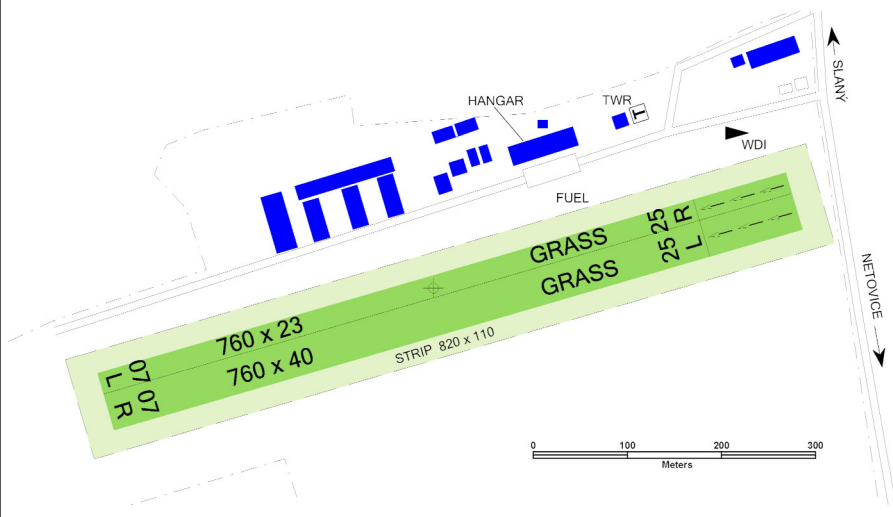 SLANÝ
HANGAR
TWR
T
WDI
FUEL
25 25
R
L
GRASS
GRASS
NETOVICE
760 x 23
760 x 40
STRIP 820 x 110
07 07
L
R
0 100 200 300
Meters